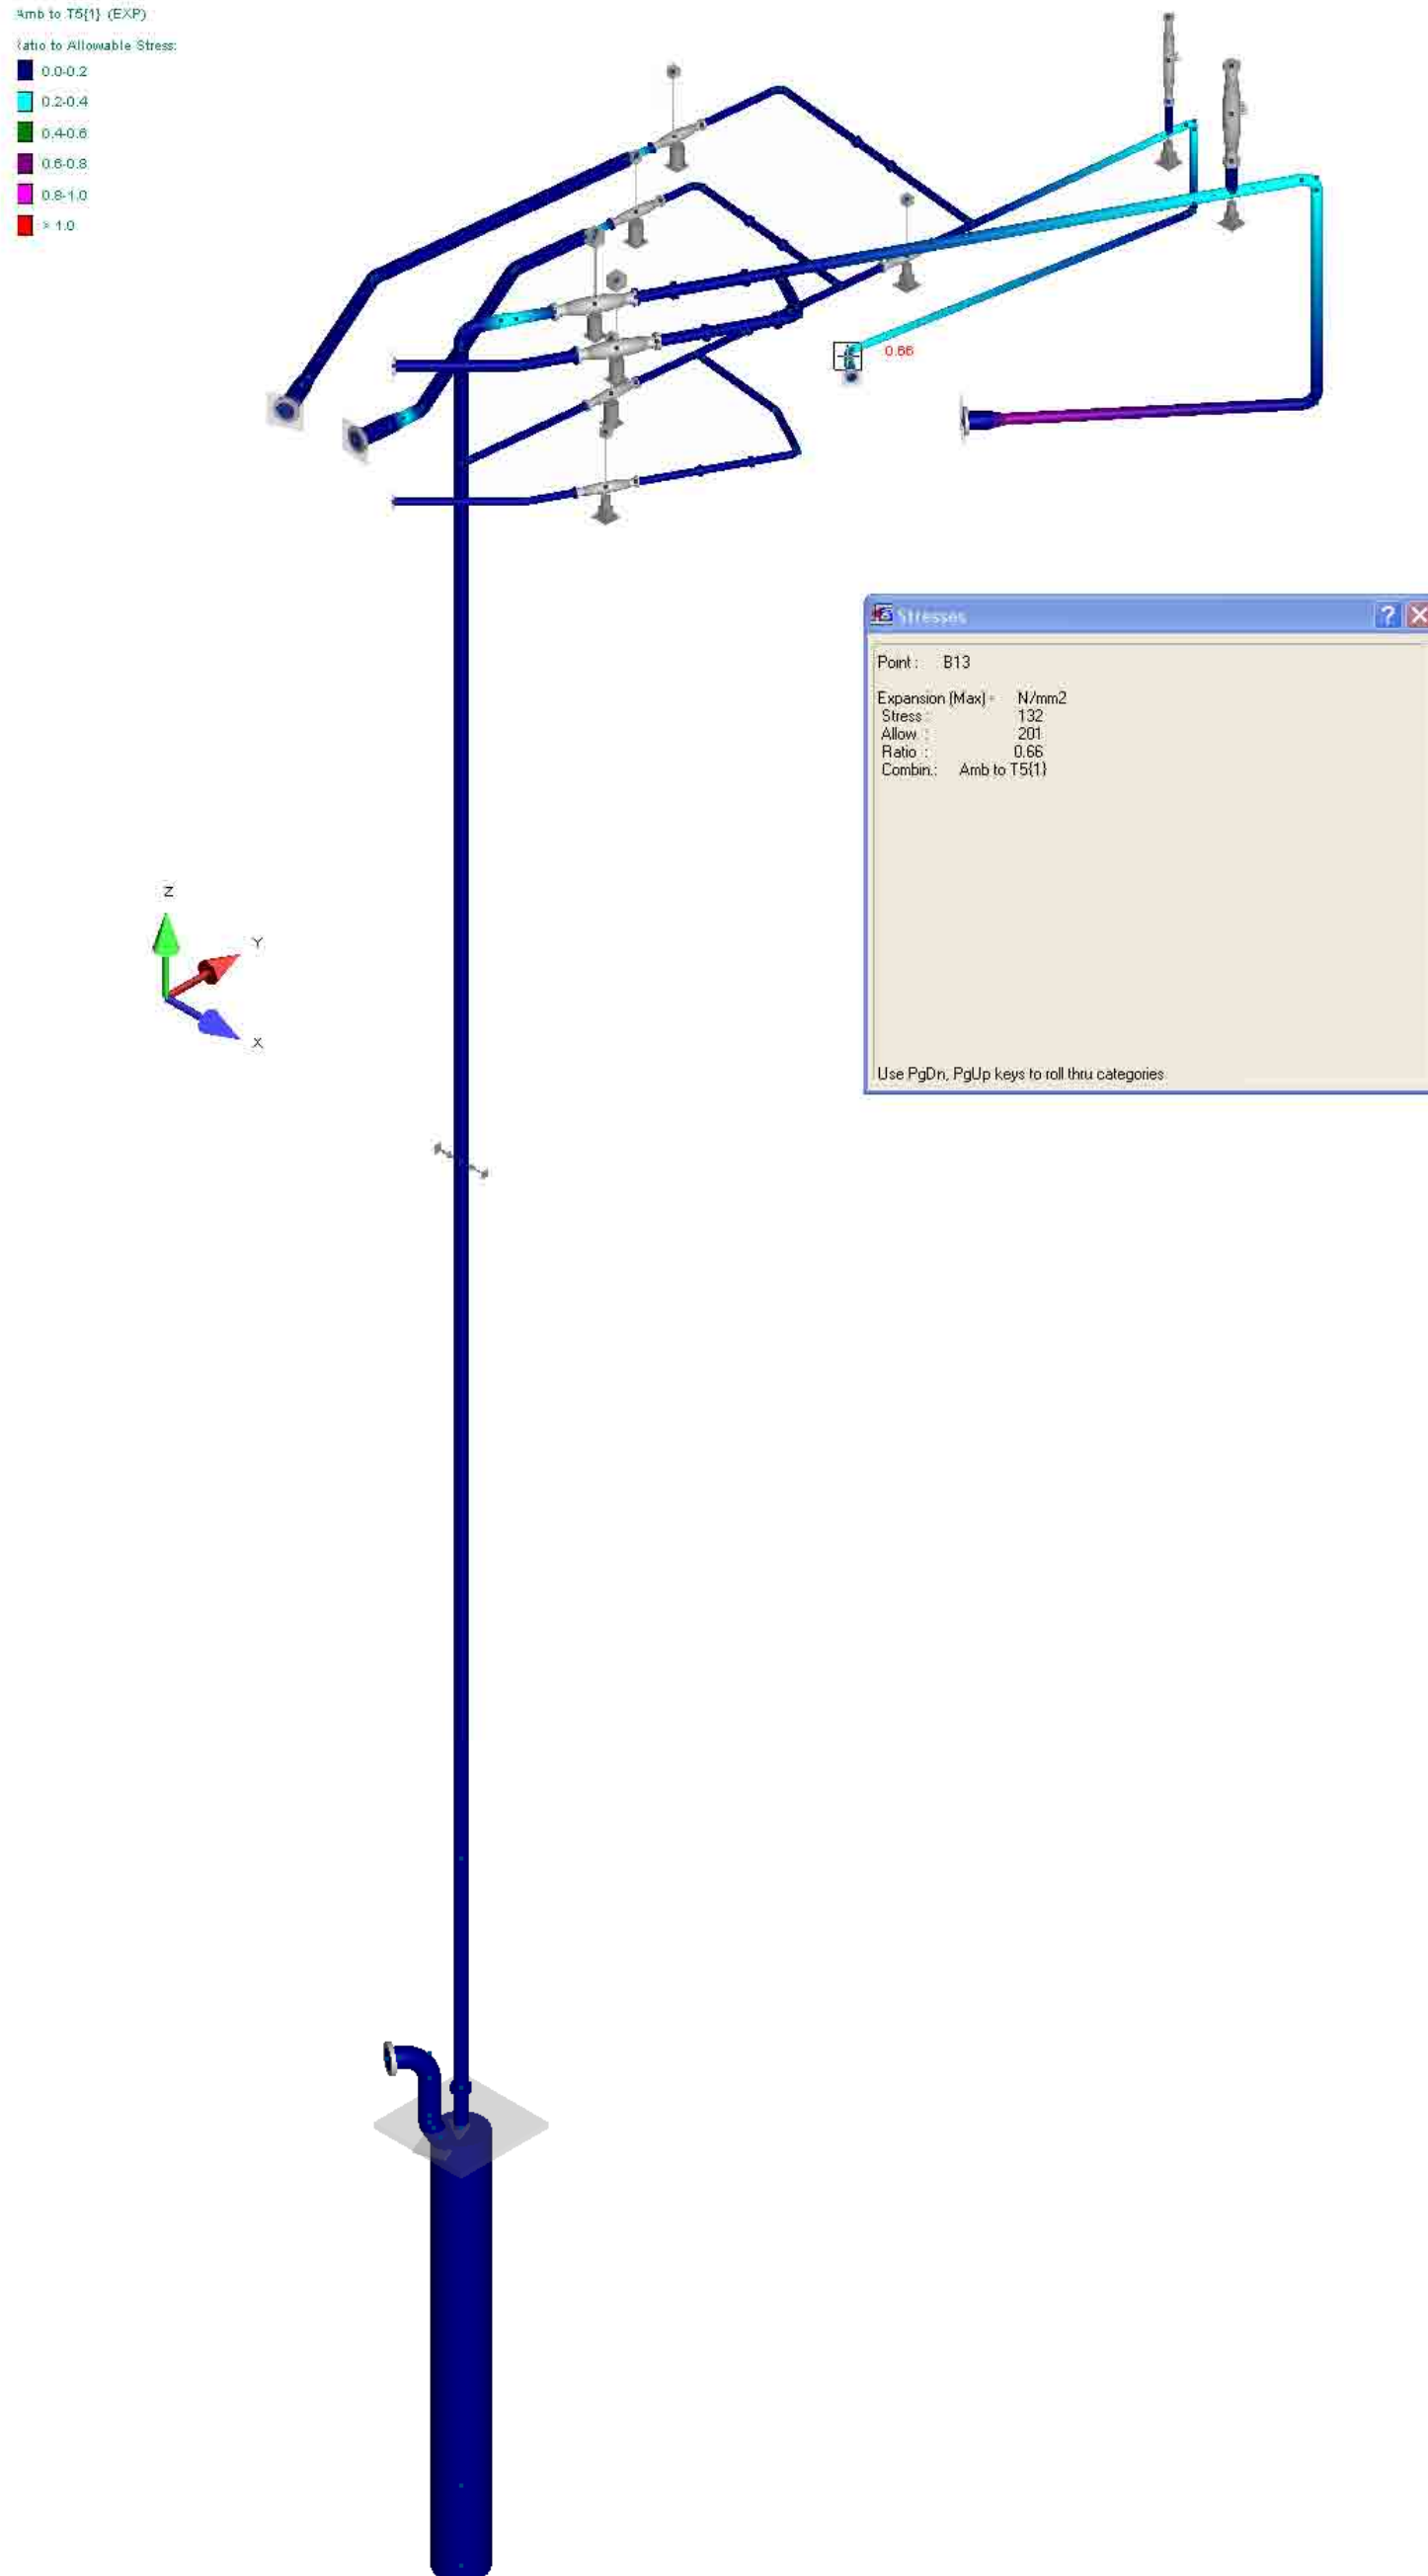 Amb to T5{1} (EXP)
Ratio to Allowable Stress:
0.0-0.2
0.2-0.4
0.4-0.6
0.6-0.8
0.8-1.0
> 1.0
0.66
Stresses
Point : B13
Expansion (Max) - N/mm2
Stress : 132
Allow : 201
Ratio : 0.66
Combin.: Amb to T5{1}
Z
Y
X
Use PgDn, PgUp keys to roll thru categories